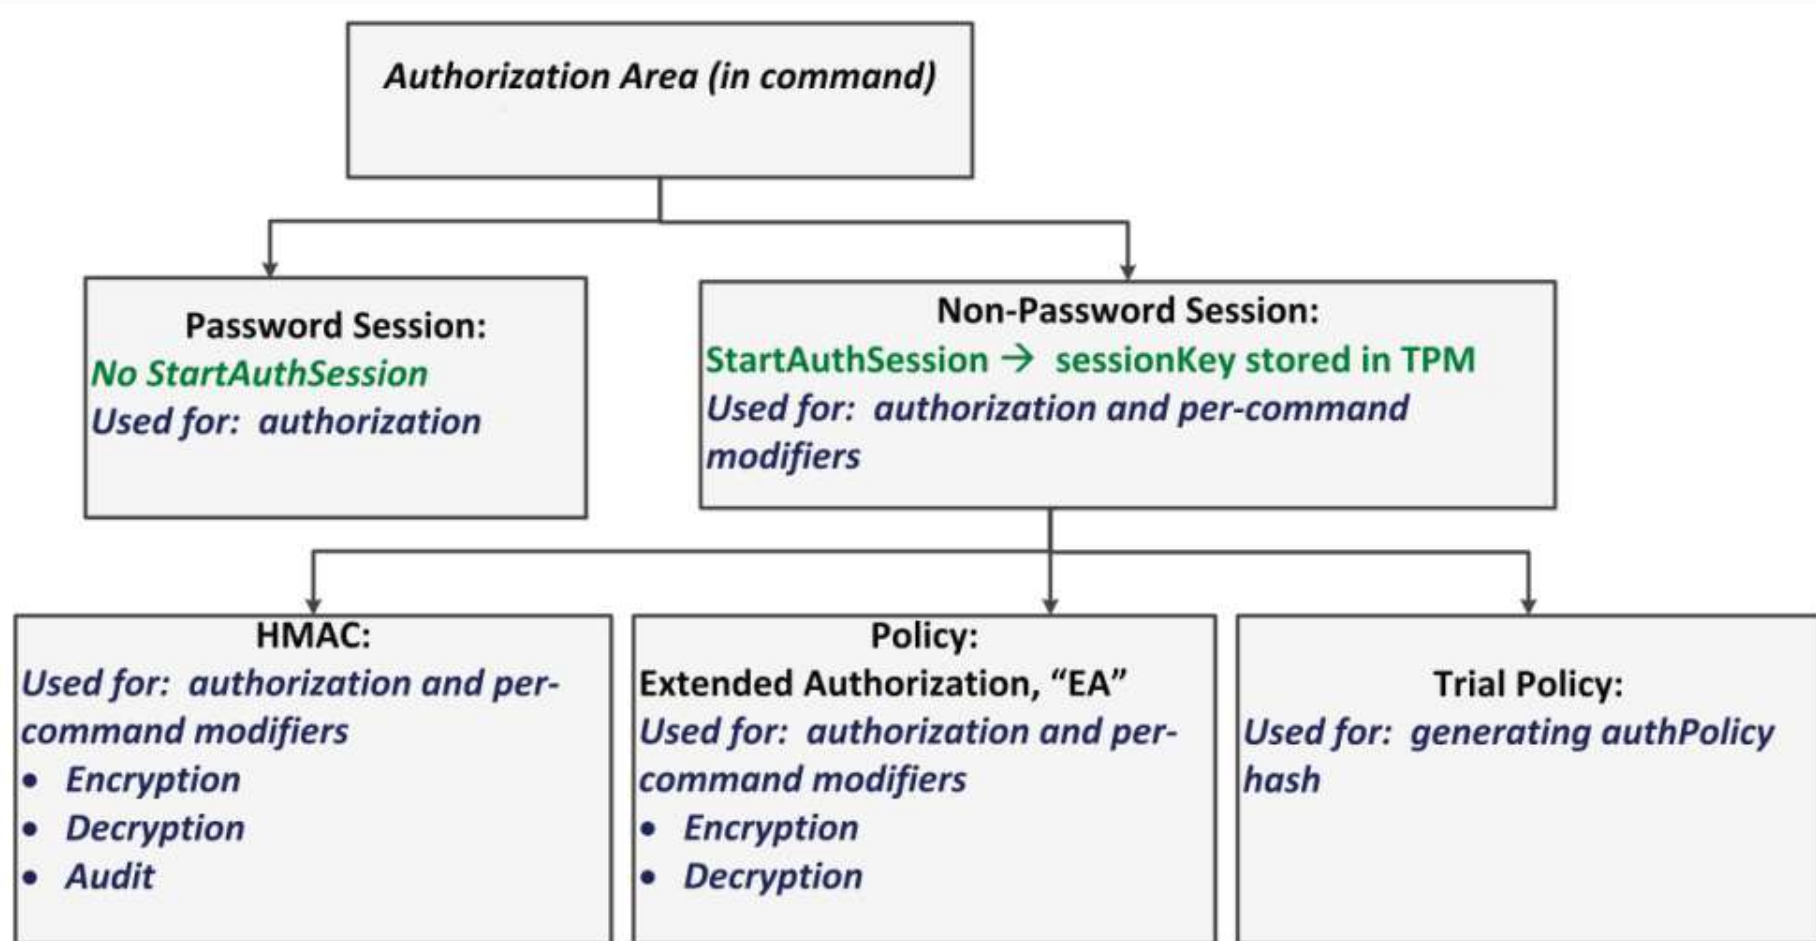 Authorization Area (in command)
Password Session:
No StartAuthSession
Used for: authorization
Non-Password Session:
StartAuthSession → sessionKey stored in TPM
Used for: authorization and per-command
modifiers
HMAC:
Used for: authorization and per-
command modifiers
• Encryption
• Decryption
• Audit
Policy:
Extended Authorization, “EA”
Used for: authorization and per-
command modifiers
• Encryption
• Decryption
Trial Policy:
Used for: generating authPolicy
hash